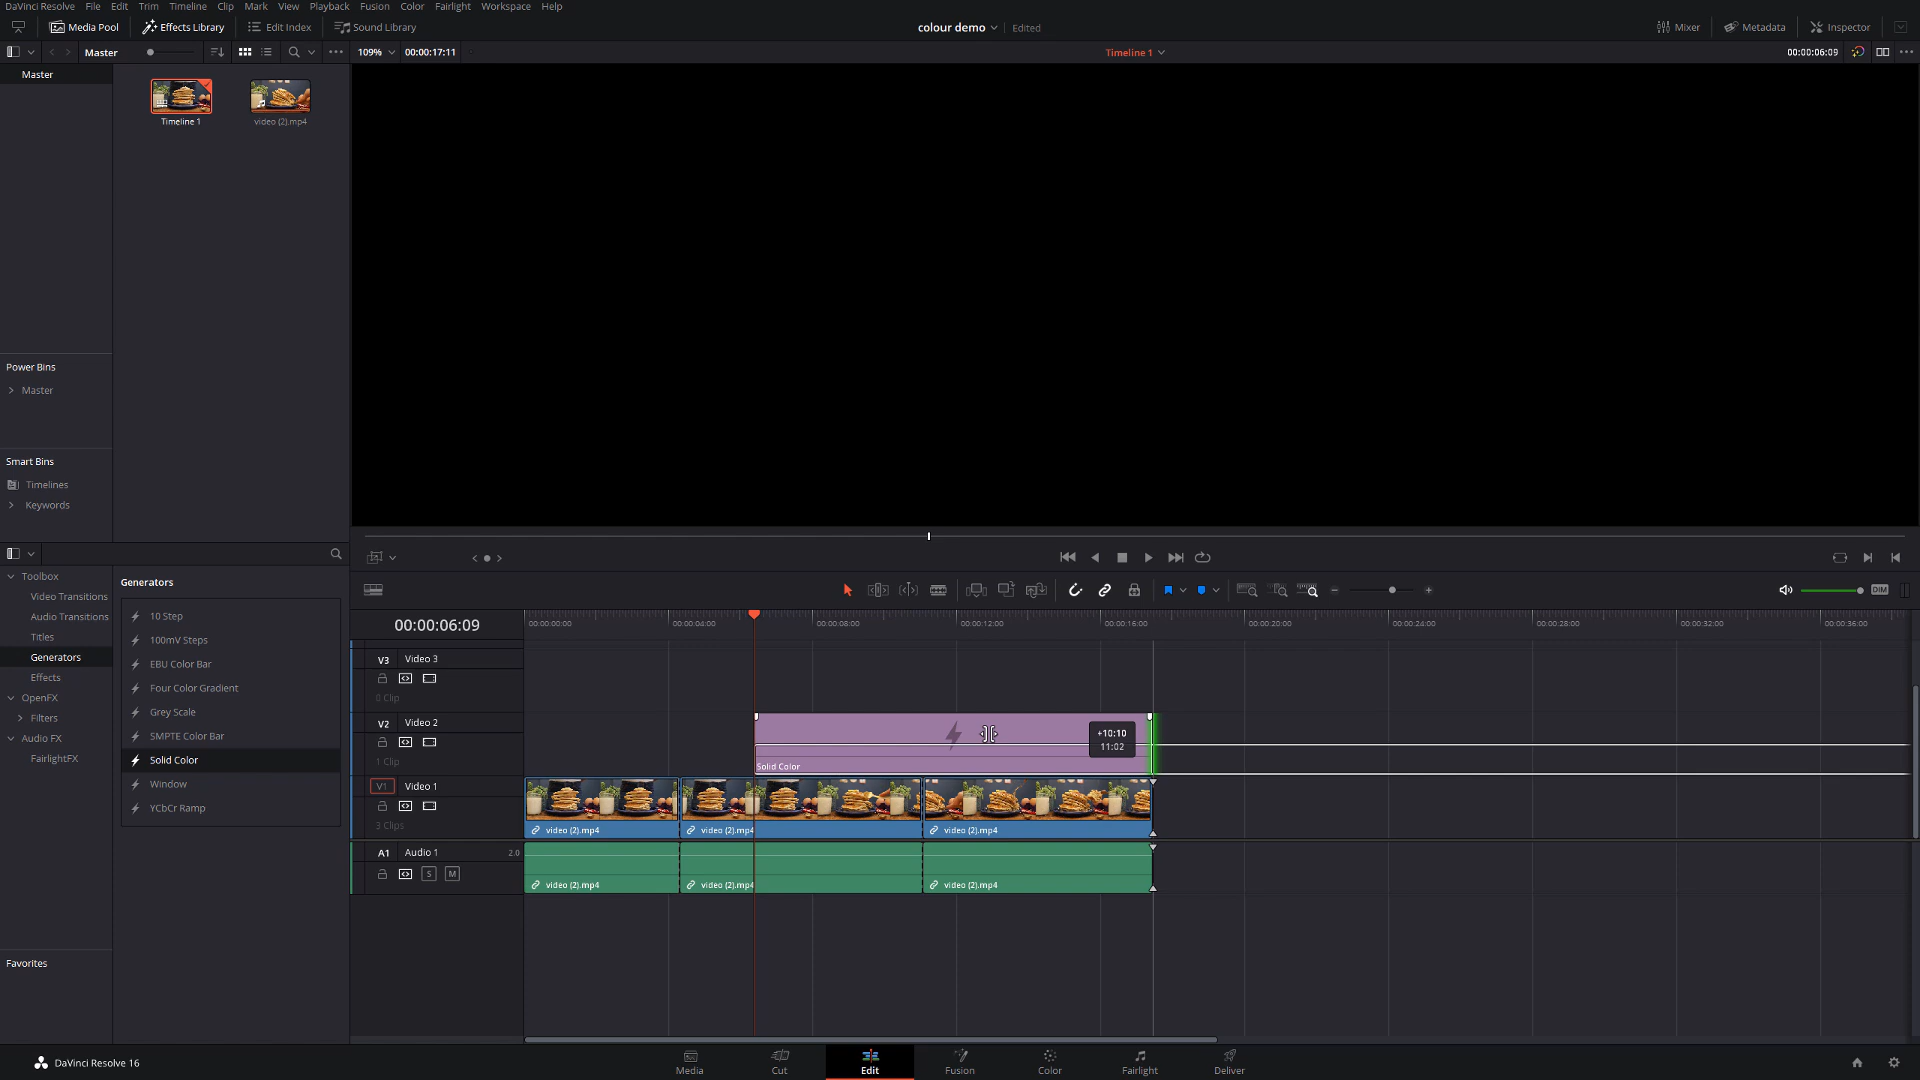 DaVinci Resolve File Edit Trim Timeline Clip Mark View Playback Fusion Color Fairlight Workspace Help
Media Pool Effects Library Edit Index Sound Library colour demo Edited Mixer Metadata Inspector
Master 109% 00:00:17:11 Timeline 1 00:00:06:09
Master
Timeline 1 video (2).mp4
Power Bins
Master
Smart Bins
Timelines
Keywords
Toolbox
Video Transitions
Audio Transitions
Titles
Generators
Effects
OpenFX
Filters
Audio FX
FairlightFX
Favorites
Generators
10 Step
100mV Steps
EBU Color Bar
Four Color Gradient
Grey Scale
SMPTE Color Bar
Solid Color
Window
YCbCr Ramp
DIM
00:00:06:09 00:00:00:00 00:00:04:00 00:00:08:00 00:00:12:00 00:00:16:00 00:00:20:00 00:00:24:00 00:00:28:00 00:00:32:00 00:00:36:00
V3 Video 3
0 Clip
V2 Video 2
1 Clip
+10:10
11:02
Solid Color
V1 Video 1
3 Clips
video (2).mp4 video (2).mp4 video (2).mp4
A1 Audio 1 2.0
S M
video (2).mp4 video (2).mp4 video (2).mp4
DaVinci Resolve 16
Media Cut Edit Fusion Color Fairlight Deliver